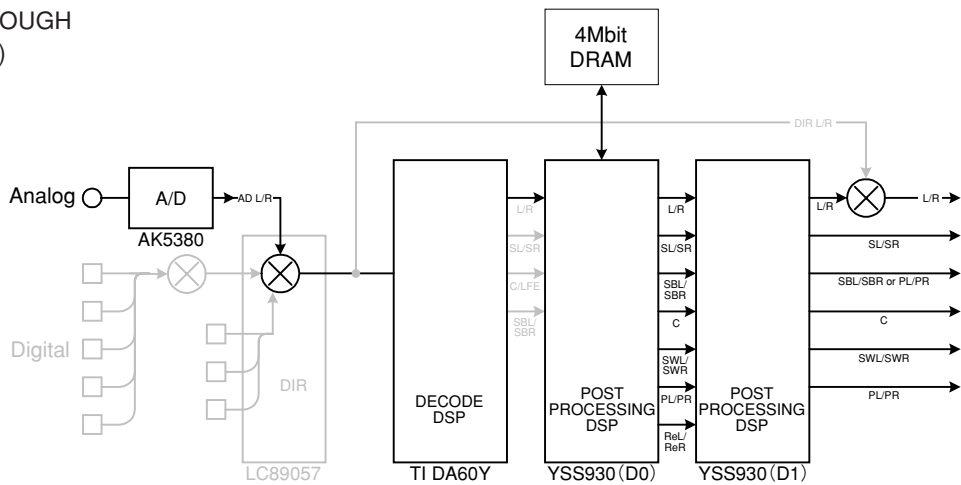 OUGH
)
4Mbit
DRAM
DIR L/R
Analog
A/D
AD L/R
AK5380
L/R
L/R
L/R
L/R
SL/SR
SL/SR
SL/SR
C/LFE
SBL/
SBR
SBL/SBR or PL/PR
SBL/
SBR
C
C
Digital
DIR
SWL/
SWR
SWL/SWR
DECODE
DSP
POST
PROCESSING
DSP
POST
PROCESSING
DSP
PL/PR
PL/PR
ReL/
ReR
LC89057
TI DA60Y
YSS930 (D0)
YSS930 (D1)